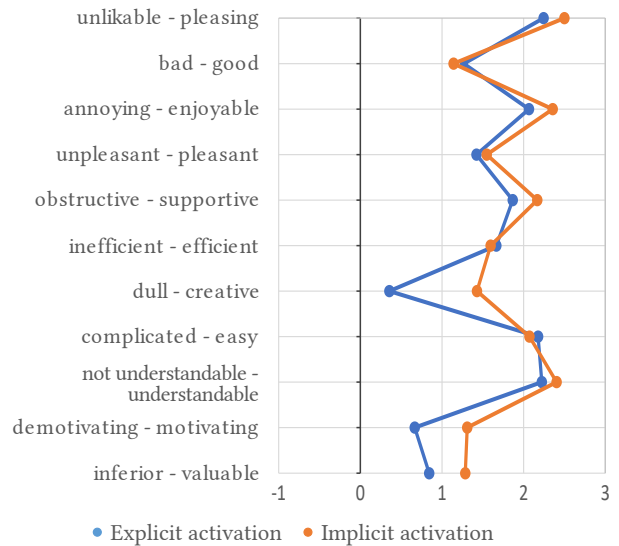 unlikable - pleasing
bad - good
annoying - enjoyable
unpleasant - pleasant
obstructive - supportive
inefficient - efficient
dull - creative
complicated - easy
not understandable -
understandable
demotivating - motivating
inferior - valuable
-1 0 1 2 3
Explicit activation Implicit activation